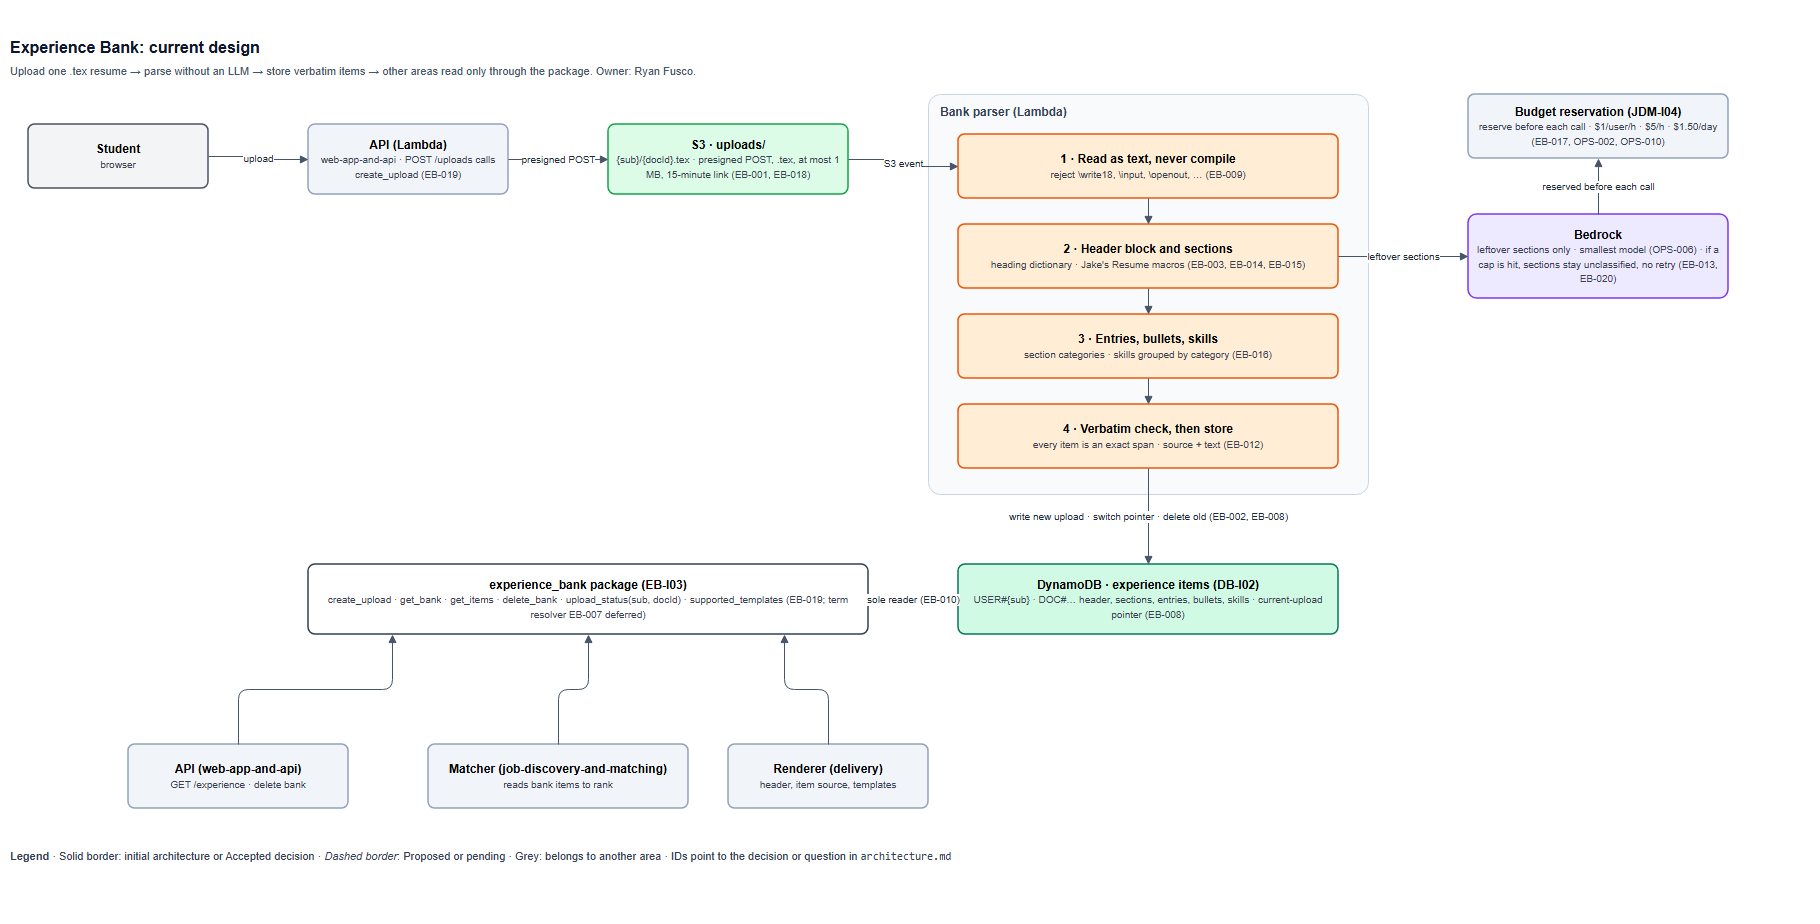 Experience Bank: current design
Upload one .tex resume → parse without an LLM → store verbatim items → other areas read only through the package. Owner: Ryan Fusco.
Student
browser
upload
API (Lambda)
web-app-and-api · POST /uploads calls
create_upload (EB-019)
presigned POST
S3 · uploads/
{sub}/{docId}.tex · presigned POST, .tex, at most 1
MB, 15-minute link (EB-001, EB-018)
S3 event
Bank parser (Lambda)
1 · Read as text, never compile
reject \write18, \input, \openout, … (EB-009)
2 · Header block and sections
heading dictionary · Jake's Resume macros (EB-003, EB-014, EB-015)
3 · Entries, bullets, skills
section categories · skills grouped by category (EB-016)
4 · Verbatim check, then store
every item is an exact span · source + text (EB-012)
leftover sections
Budget reservation (JDM-I04)
reserve before each call · $1/user/h · $5/h · $1.50/day
(EB-017, OPS-002, OPS-010)
reserved before each call
Bedrock
leftover sections only · smallest model (OPS-006) · if a
cap is hit, sections stay unclassified, no retry (EB-013,
EB-020)
write new upload · switch pointer · delete old (EB-002, EB-008)
experience_bank package (EB-I03)
create_upload · get_bank · get_items · delete_bank · upload_status(sub, docId) · supported_templates (EB-019; term
resolver EB-007 deferred)
sole reader (EB-010)
DynamoDB · experience items (DB-I02)
USER#{sub} · DOC#… header, sections, entries, bullets, skills · current-upload
pointer (EB-008)
API (web-app-and-api)
GET /experience · delete bank
Matcher (job-discovery-and-matching)
reads bank items to rank
Renderer (delivery)
header, item source, templates
Legend · Solid border: initial architecture or Accepted decision · Dashed border: Proposed or pending · Grey: belongs to another area · IDs point to the decision or question in architecture.md